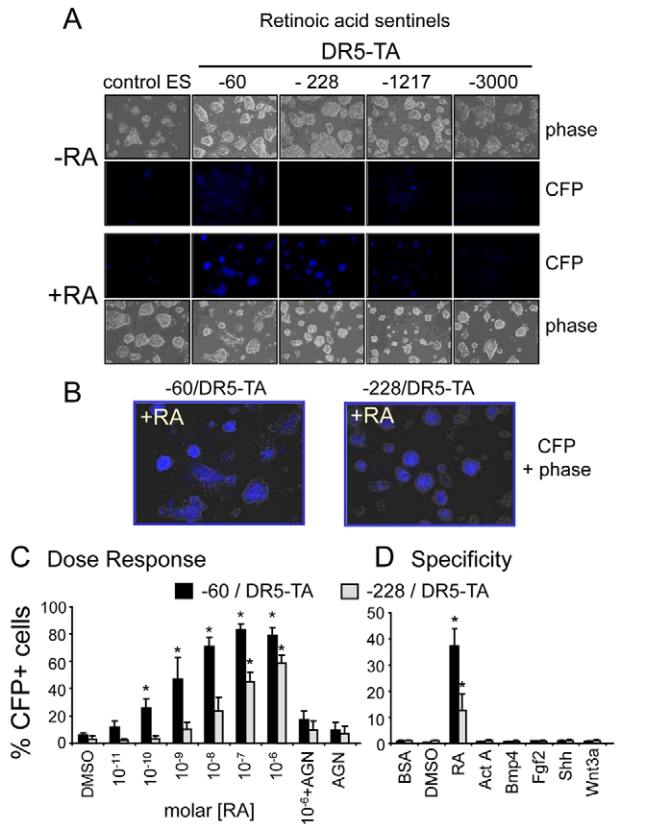 A
Retinoic acid sentinels
DR5-TA
control ES -60 - 228 -1217 -3000
-RA
phase
CFP
+RA
CFP
phase
B
-60/DR5-TA -228/DR5-TA
+RA +RA
CFP
+ phase
C Dose Response D Specificity
-60 / DR5-TA -228 / DR5-TA
% CFP+ cells
100
80
60
40
20
0
* * * * * * *
DMSO 10-11 10-10 10-9 10-8 10-7 10-6 10-6+AGN AGN
molar [RA]
50
40
30
20
10
0
* *
BSA DMSO RA Act A Bmp4 Fgf2 Shh Wnt3a